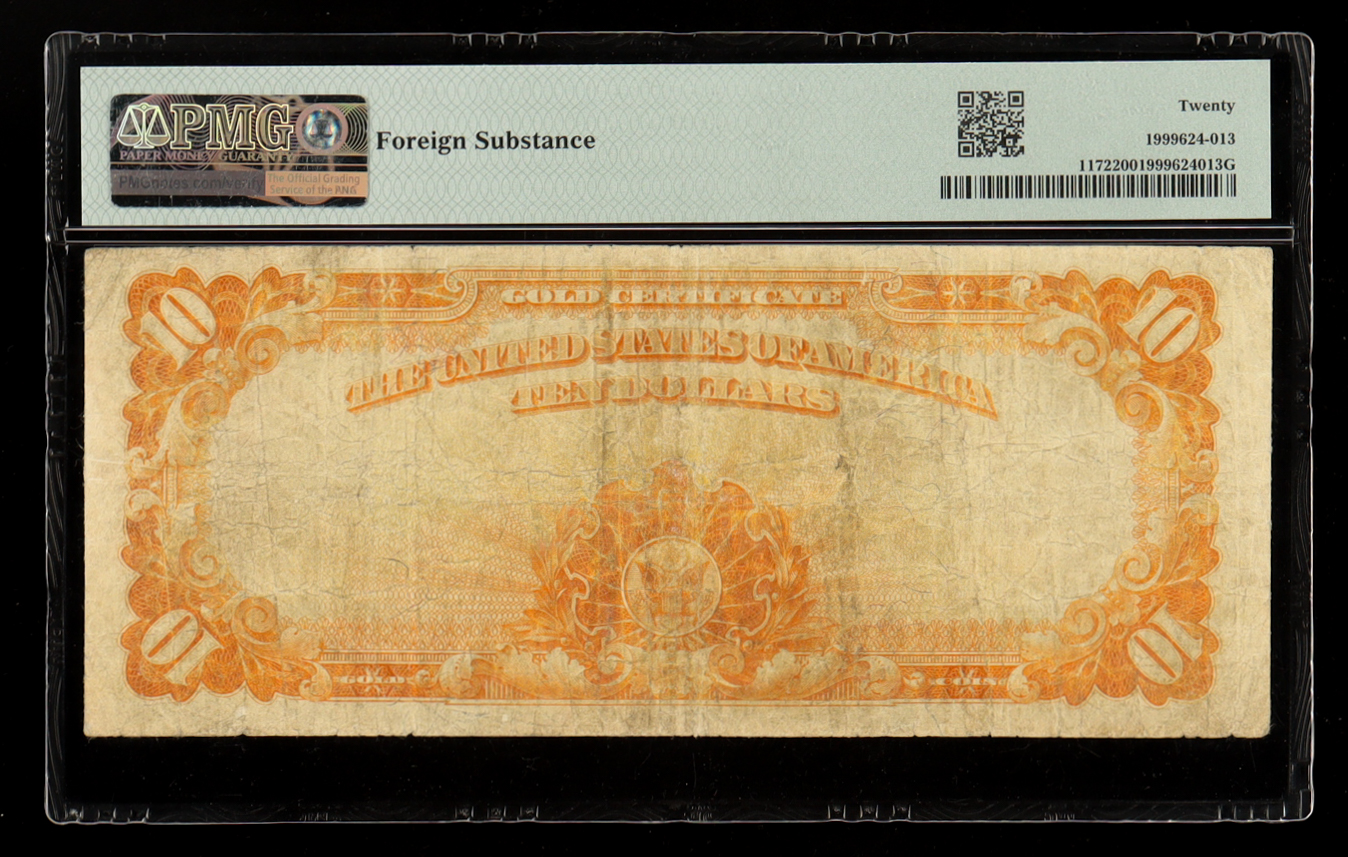 PMG
PAPER MONEY GUARANTY
PMGnotes.com/verify
The Official Grading
Service of the PNG
Foreign Substance
Twenty
1999624-013
11722001999624013G
10
10
GOLD CERTIFICATE
THE UNITED STATES OF AMERICA
TEN DOLLARS
10
10
GOLD
COIN